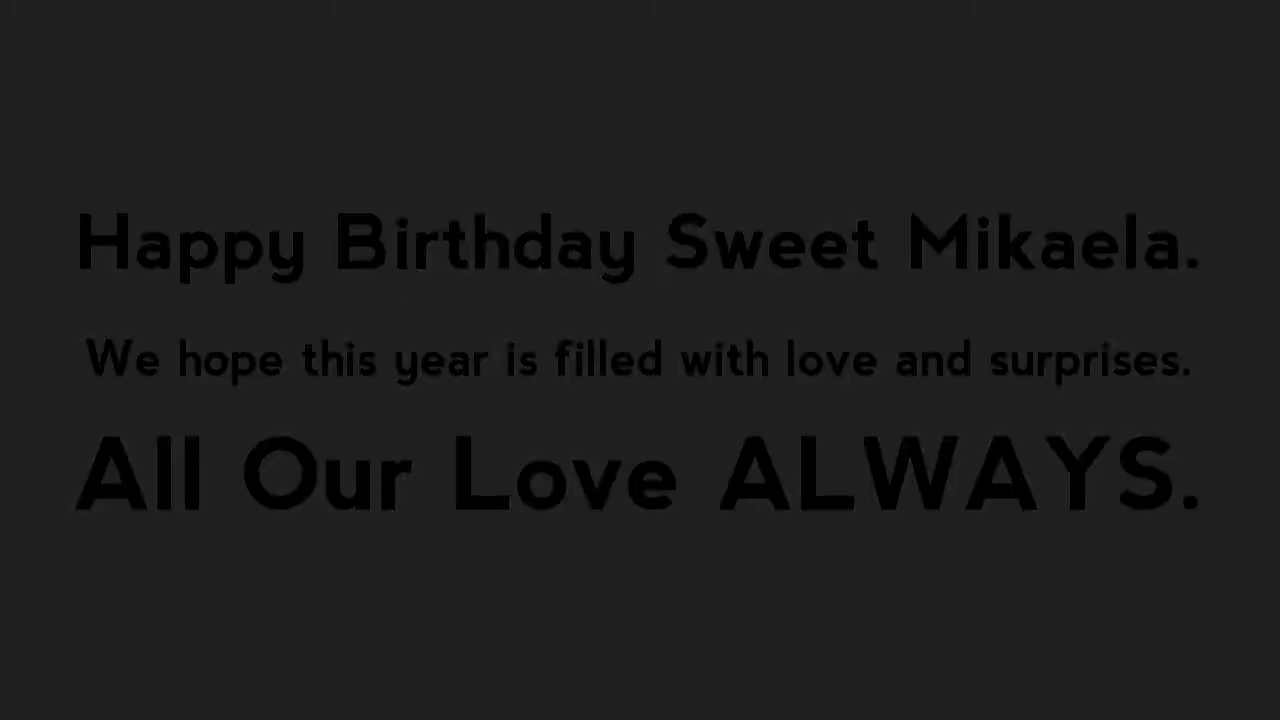 Happy Birthday Sweet Mikaela.
We hope this year is filled with love and surprises.
All Our Love ALWAYS.